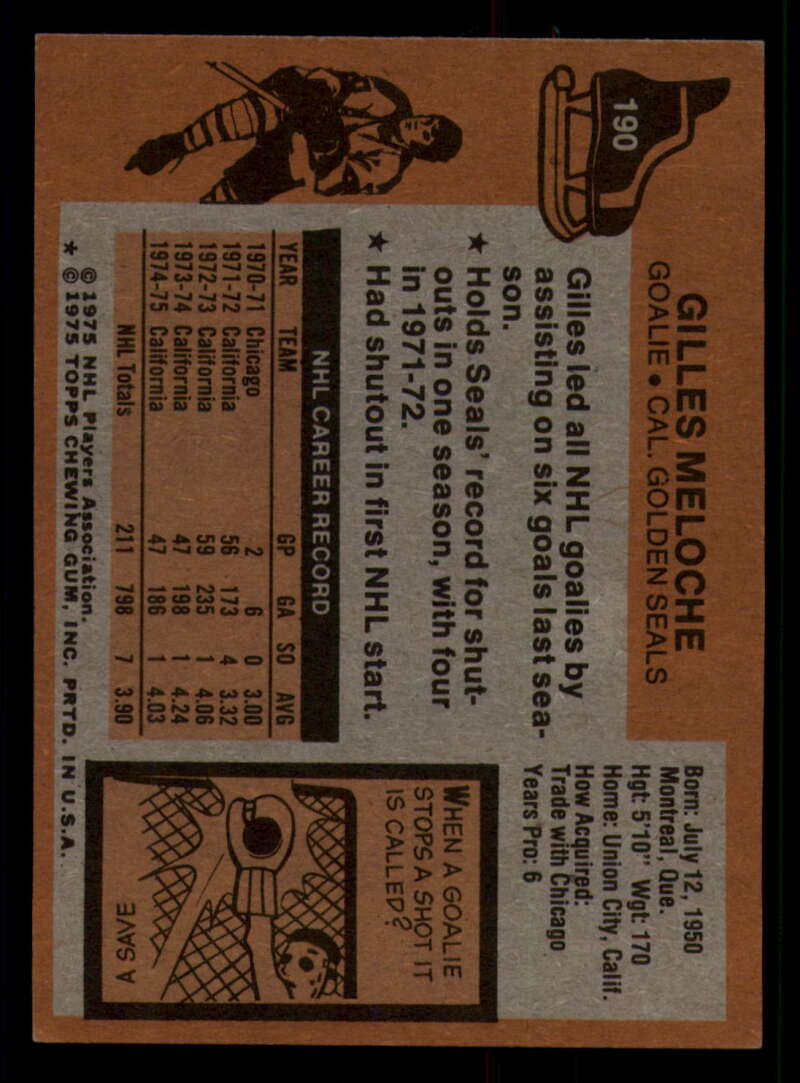 190
GILLES MELOCHE
GOALIE • CAL. GOLDEN SEALS
Born: July 12, 1950
Montreal, Que.
Hgt: 5'10" Wgt: 170
Home: Union City, Calif.
How Acquired:
Trade with Chicago
Years Pro: 6
Gilles led all NHL goalies by
assisting on six goals last sea-
son.
★ Holds Seals' record for shut-
outs in one season, with four
in 1971-72.
★ Had shutout in first NHL start.
NHL CAREER RECORD
YEAR TEAM GP GA SO AVG
1970-71 Chicago 2 6 0 3.00
1971-72 California 56 173 4 3.32
1972-73 California 59 235 1 4.06
1973-74 California 47 198 1 4.24
1974-75 California 47 186 1 4.03
NHL Totals 211 798 7 3.90
WHEN A GOALIE
STOPS A SHOT IT
IS CALLED?
A SAVE
© 1975 NHL Players Association.
★ © 1975 TOPPS CHEWING GUM, INC. PRTD. IN U.S.A.